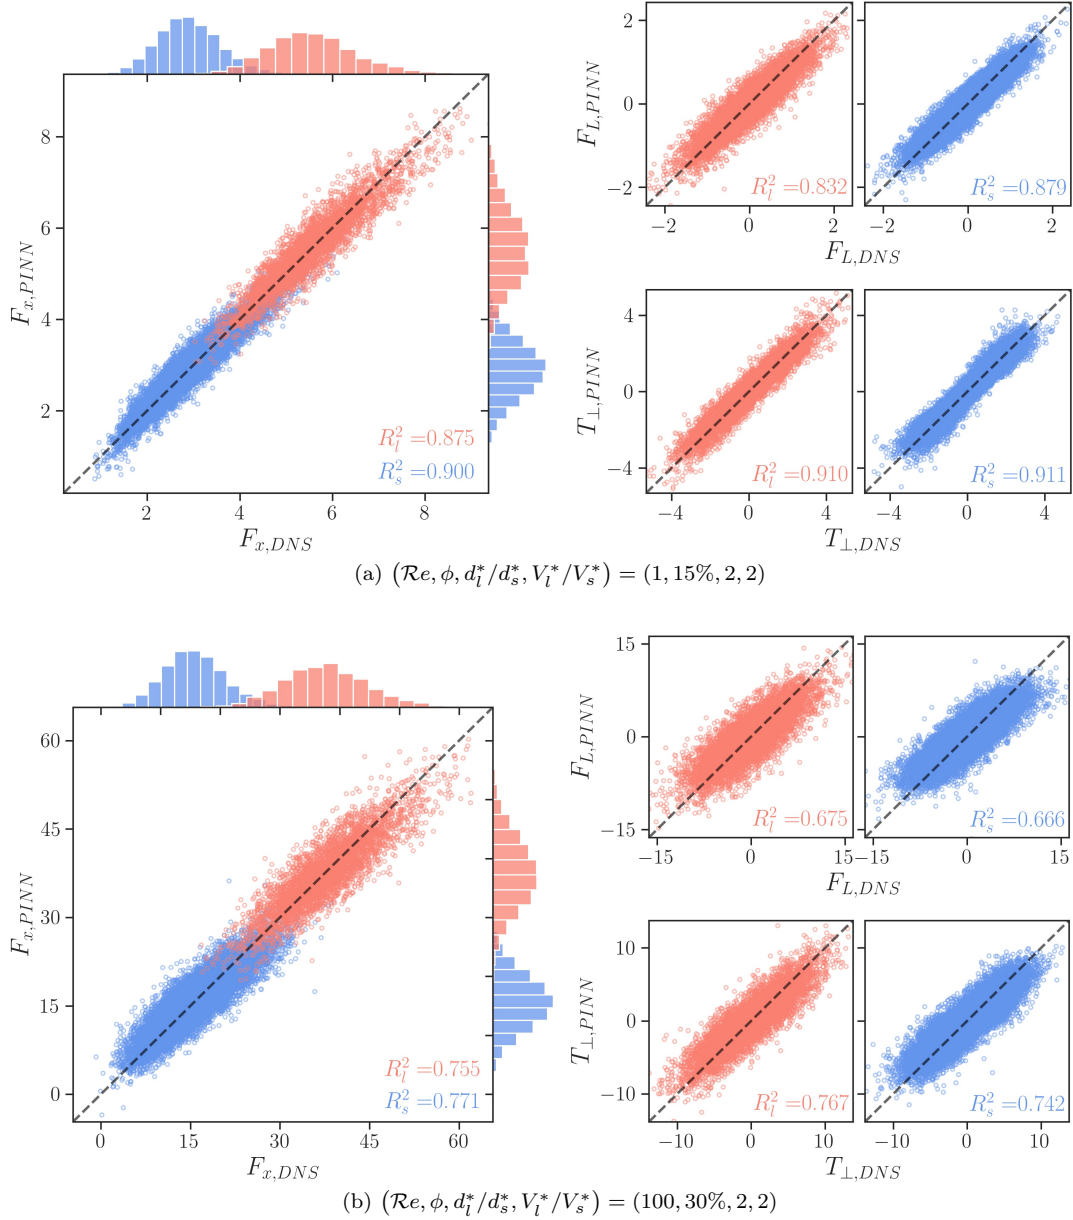 8
6
4
2
F_{x,PINN}
R_l^2=0.875
R_s^2=0.900
2 4 6 8
F_{x,DNS}
2
0
−2
F_{L,PINN}
R_l^2=0.832
R_s^2=0.879
−2 0 2 −2 0 2
F_{L,DNS}
4
0
−4
T_{⊥,PINN}
R_l^2=0.910
R_s^2=0.911
−4 0 4 −4 0 4
T_{⊥,DNS}
(a) (Re, ϕ, d_l^*/d_s^*, V_l^*/V_s^*) = (1, 15%, 2, 2)
60
45
30
15
0
F_{x,PINN}
R_l^2=0.755
R_s^2=0.771
0 15 30 45 60
F_{x,DNS}
15
0
−15
F_{L,PINN}
R_l^2=0.675
R_s^2=0.666
−15 0 15 −15 0 15
F_{L,DNS}
10
0
−10
T_{⊥,PINN}
R_l^2=0.767
R_s^2=0.742
−10 0 10 −10 0 10
T_{⊥,DNS}
(b) (Re, ϕ, d_l^*/d_s^*, V_l^*/V_s^*) = (100, 30%, 2, 2)